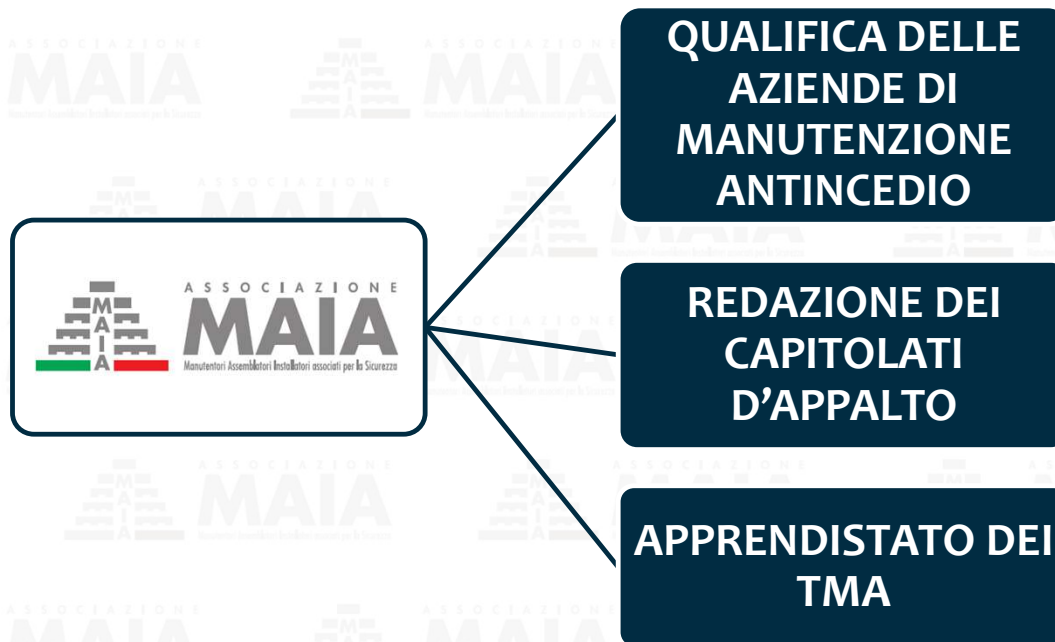 ASSOCIAZIONE
MAIA
Manutentori Assemblatori Installatori associati per la Sicurezza
M
A
I
A
QUALIFICA DELLE
AZIENDE DI
MANUTENZIONE
ANTINCEDIO
REDAZIONE DEI
CAPITOLATI
D’APPALTO
APPRENDISTATO DEI
TMA